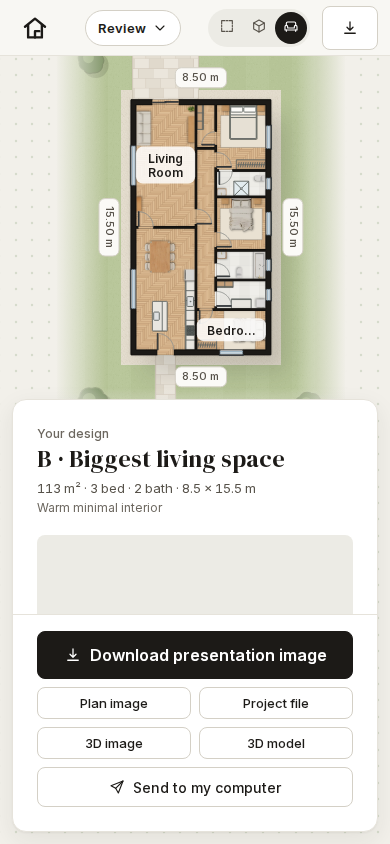 Review
8.50 m
Living
Room
15.50 m
15.50 m
Bedro...
8.50 m
Your design
B · Biggest living space
113 m² · 3 bed · 2 bath · 8.5 × 15.5 m
Warm minimal interior
Download presentation image
Plan image
Project file
3D image
3D model
Send to my computer